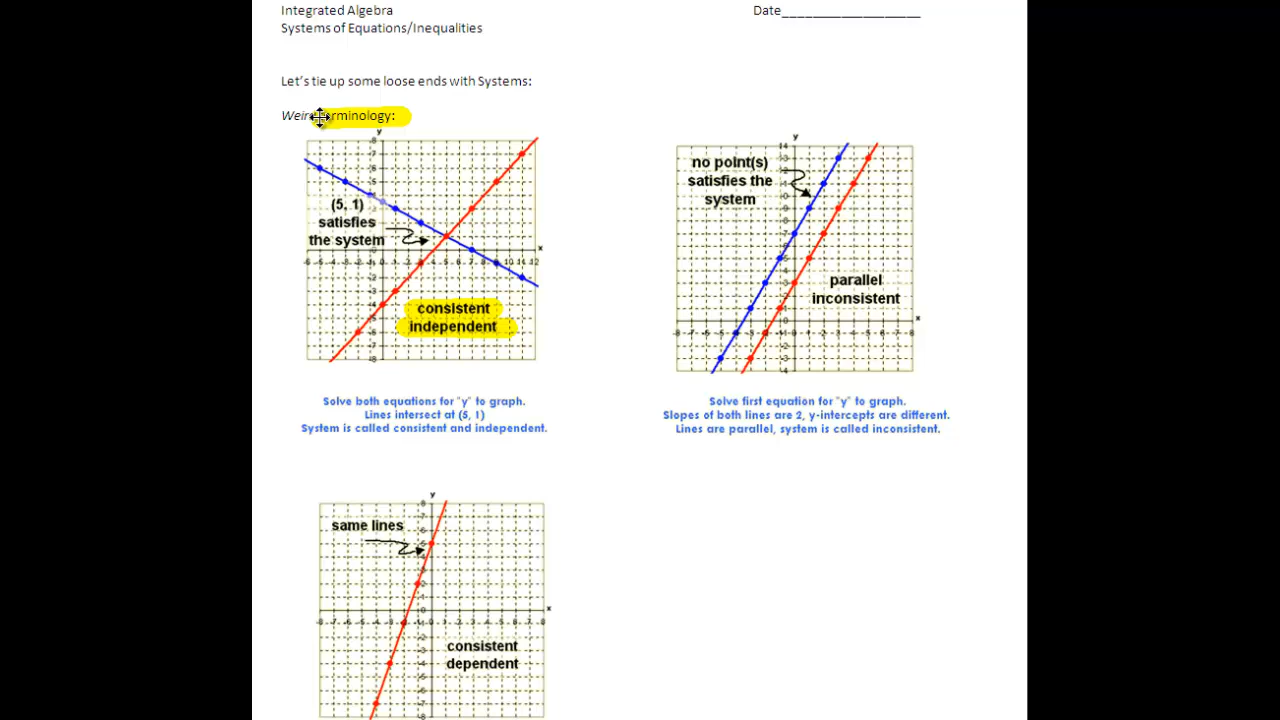 Integrated Algebra
Date____________________
Systems of Equations/Inequalities
Let's tie up some loose ends with Systems:
Weird Terminology:
y
(5, 1)
satisfies
the system
x
consistent
independent
Solve both equations for "y" to graph.
Lines intersect at (5, 1)
System is called consistent and independent.
y
no point(s)
satisfies the
system
parallel
inconsistent
x
Solve first equation for "y" to graph.
Slopes of both lines are 2, y-intercepts are different.
Lines are parallel, system is called inconsistent.
y
same lines
x
consistent
dependent